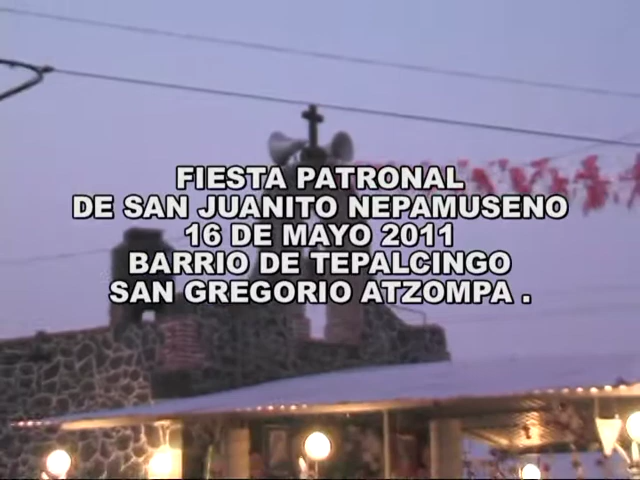 FIESTA PATRONAL
DE SAN JUANITO NEPAMUSENO
16 DE MAYO 2011
BARRIO DE TEPALCINGO
SAN GREGORIO ATZOMPA .